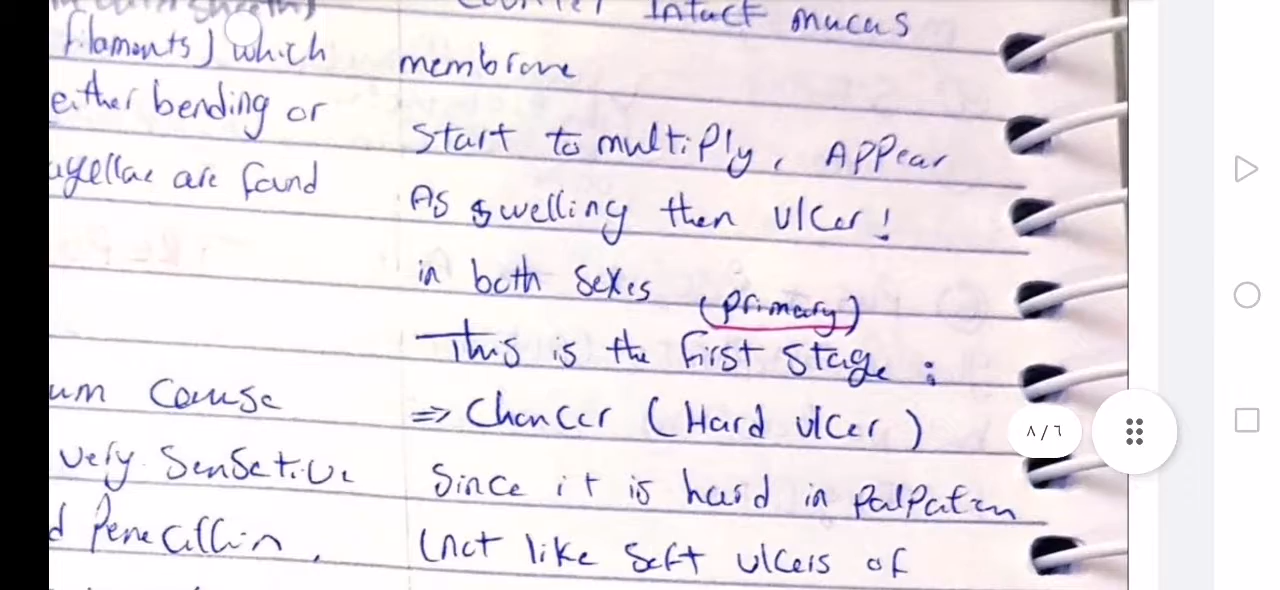 filaments) which
either bending or
agellae are found
um Cause
very Sensetive
d Penecillin,
Intact mucus
membrane
Start to multiply, Appear
As swelling then Ulcer!
in both Sexes (primary)
This is the first Stage :
⇒ Chancer (Hard ulcer)
Since it is hard in Palpation
(not like Soft ulcers of
٨/٦